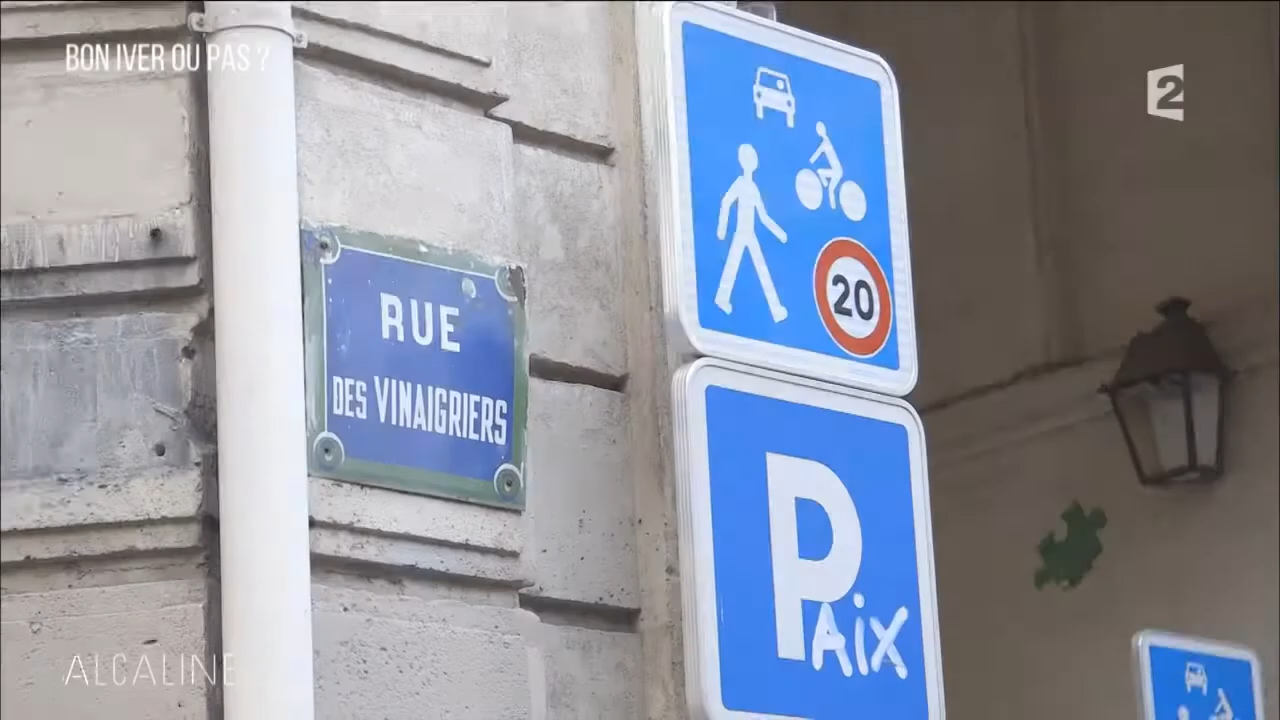 BON IVER OU PAS ?
2
RUE
DES VINAIGRIERS
20
PAIX
ALCALINE